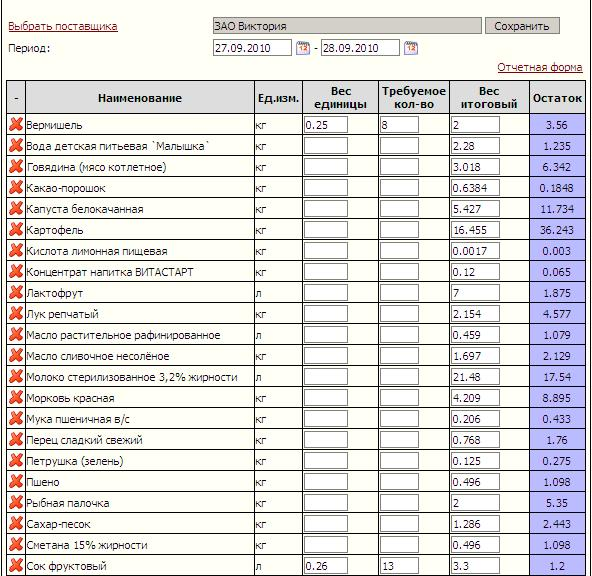 Выбрать поставщика ЗАО Виктория Сохранить
Период: 27.09.2010 12 - 28.09.2010 12
Отчетная форма
- Наименование Ед.изм. Вес единицы Требуемое кол-во Вес итоговый Остаток
Вермишель кг 0.25 8 2 3.56
Вода детская питьевая `Малышка` кг 2.28 1.235
Говядина (мясо котлетное) кг 3.018 6.342
Какао-порошок кг 0.6384 0.1848
Капуста белокачанная кг 5.427 11.734
Картофель кг 16.455 36.243
Кислота лимонная пищевая кг 0.0017 0.003
Концентрат напитка ВИТАСТАРТ кг 0.12 0.065
Лактофрут л 7 1.875
Лук репчатый кг 2.154 4.577
Масло растительное рафинированное кг 0.459 1.079
Масло сливочное несолёное кг 1.697 2.129
Молоко стерилизованное 3,2% жирности л 21.48 17.54
Морковь красная кг 4.209 8.895
Мука пшеничная в/с кг 0.206 0.433
Перец сладкий свежий кг 0.768 1.76
Петрушка (зелень) кг 0.125 0.275
Пшено кг 0.496 1.098
Рыбная палочка кг 2 5.35
Сахар-песок кг 1.286 2.443
Сметана 15% жирности кг 0.496 1.098
Сок фруктовый л 0.26 13 3.3 1.2